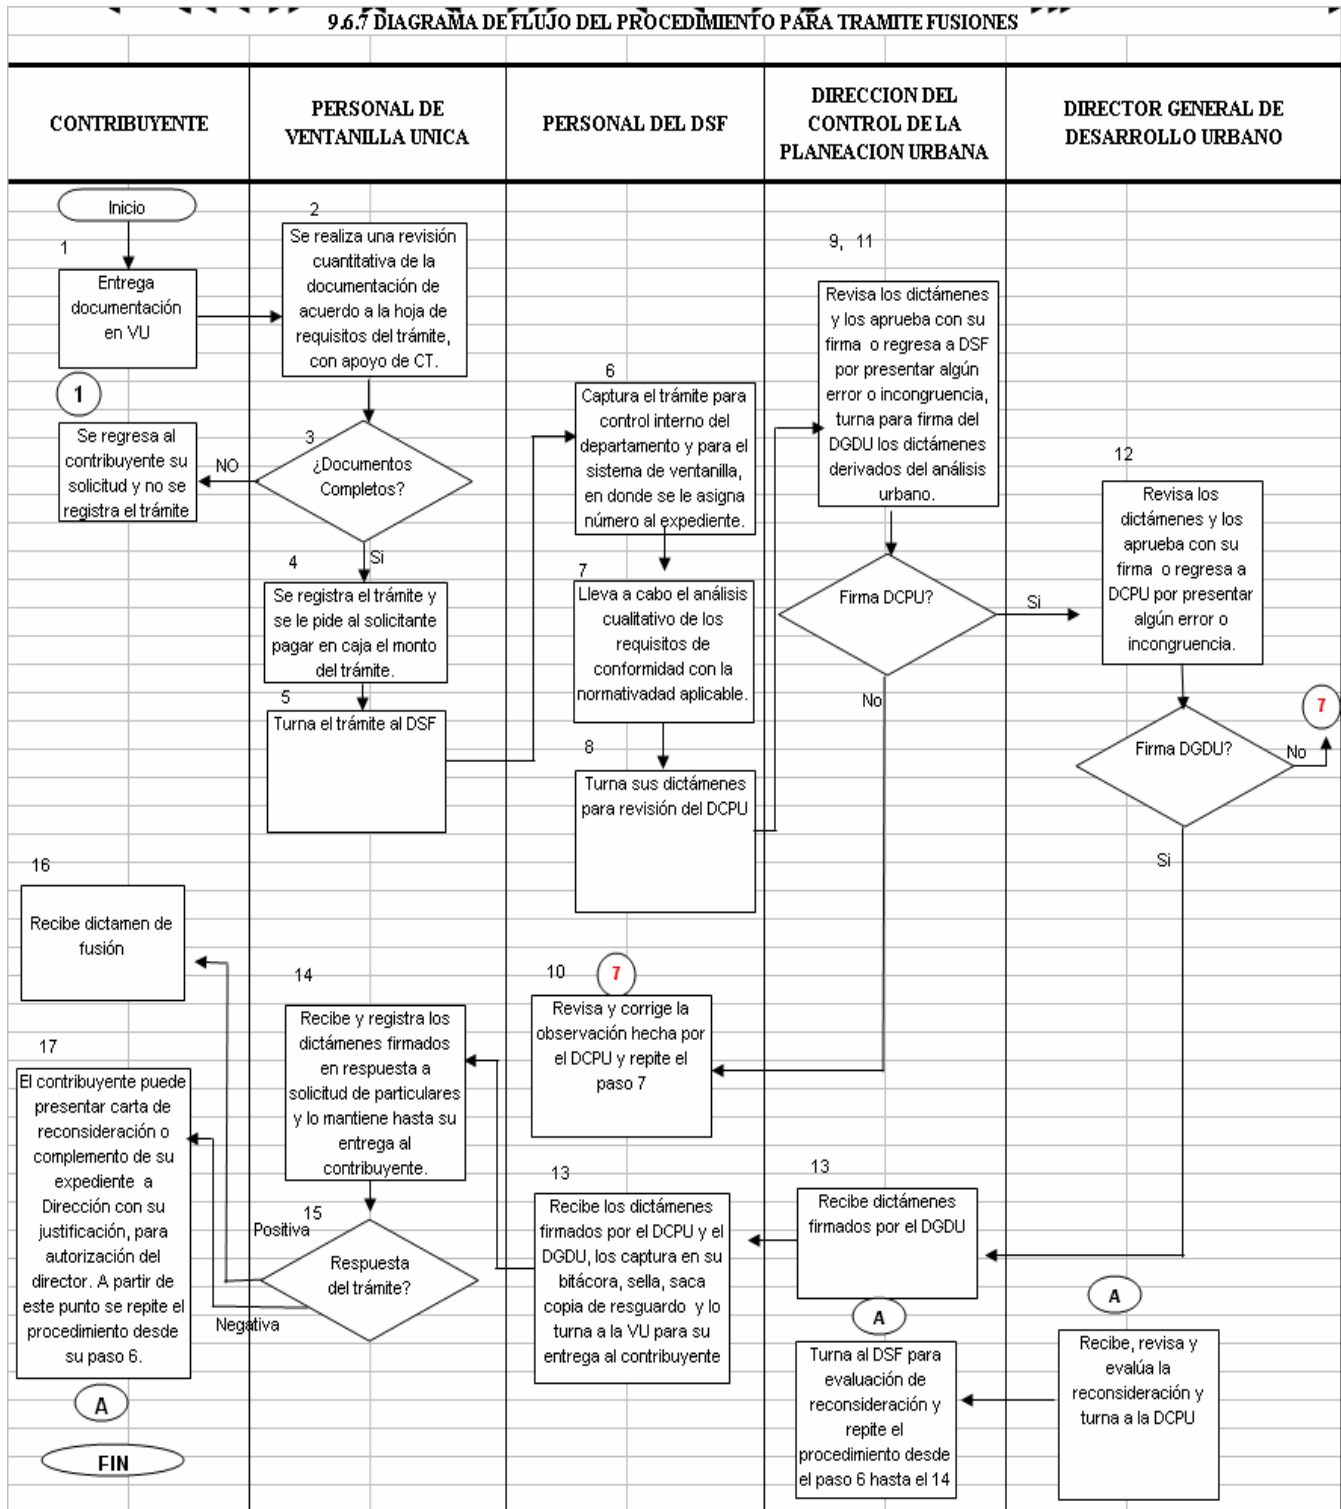 9.6.7 DIAGRAMA DE FLUJO DEL PROCEDIMIENTO PARA TRAMITE FUSIONES
CONTRIBUYENTE
PERSONAL DE
VENTANILLA UNICA
PERSONAL DEL DSF
DIRECCION DEL
CONTROL DE LA
PLANEACION URBANA
DIRECTOR GENERAL DE
DESARROLLO URBANO
Inicio
1
Entrega
documentación
en VU
2
Se realiza una revisión
cuantitativa de la
documentación de
acuerdo a la hoja de
requisitos del trámite,
con apoyo de CT.
1
Se regresa al
contribuyente su
solicitud y no se
registra el trámite
NO
3
¿Documentos
Completos?
Si
4
Se registra el trámite y
se le pide al solicitante
pagar en caja el monto
del trámite.
5
Turna el trámite al DSF
6
Captura el trámite para
control interno del
departamento y para el
sistema de ventanilla,
en donde se le asigna
número al expediente.
7
Lleva a cabo el análisis
cualitativo de los
requisitos de
conformidad con la
normativadad aplicable.
8
Turna sus dictámenes
para revisión del DCPU
9, 11
Revisa los dictámenes
y los aprueba con su
firma o regresa a DSF
por presentar algún
error o incongruencia,
turna para firma del
DGDU los dictámenes
derivados del análisis
urbano.
Firma DCPU?
Si
No
12
Revisa los
dictámenes y los
aprueba con su
firma o regresa a
DCPU por presentar
algún error o
incongruencia.
Firma DGDU?
No
7
Si
10
7
Revisa y corrige la
observación hecha por
el DCPU y repite el
paso 7
13
Recibe dictámenes
firmados por el DGDU
13
Recibe los dictámenes
firmados por el DCPU y el
DGDU, los captura en su
bitácora, sella, saca
copia de resguardo y lo
turna a la VU para su
entrega al contribuyente
14
Recibe y registra los
dictámenes firmados
en respuesta a
solicitud de particulares
y lo mantiene hasta su
entrega al
contribuyente.
15
Respuesta
del trámite?
Positiva
Negativa
16
Recibe dictamen de
fusión
17
El contribuyente puede
presentar carta de
reconsideración o
complemento de su
expediente a
Dirección con su
justificación, para
autorización del
director. A partir de
este punto se repite el
procedimiento desde
su paso 6.
A
FIN
A
Recibe, revisa y
evalúa la
reconsideración y
turna a la DCPU
A
Turna al DSF para
evaluación de
reconsideración y
repite el
procedimiento desde
el paso 6 hasta el 14